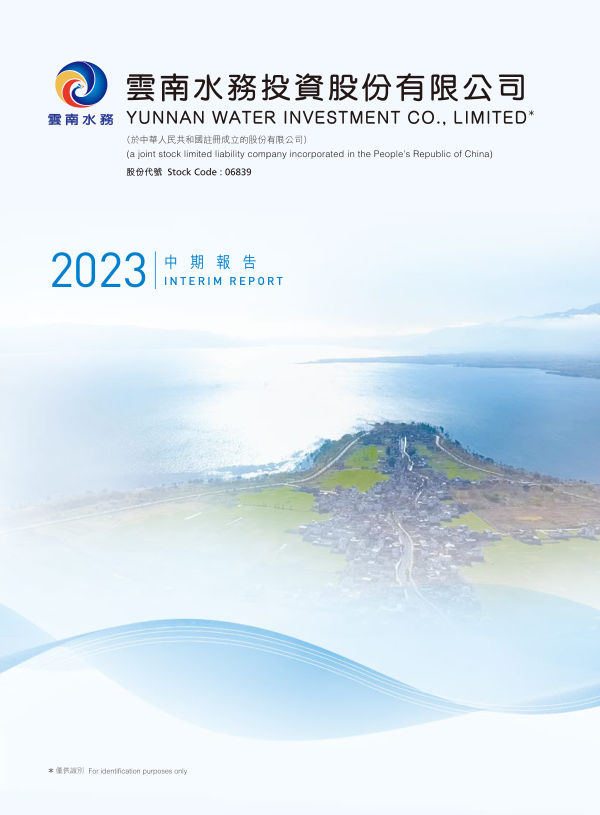 雲南水務投資股份有限公司
雲南水務
YUNNAN WATER INVESTMENT CO., LIMITED*
（於中華人民共和國註冊成立的股份有限公司）
(a joint stock limited liability company incorporated in the People's Republic of China)
股份代號 Stock Code : 06839
2023
中期報告
INTERIM REPORT
* 僅供識別 For identification purposes only